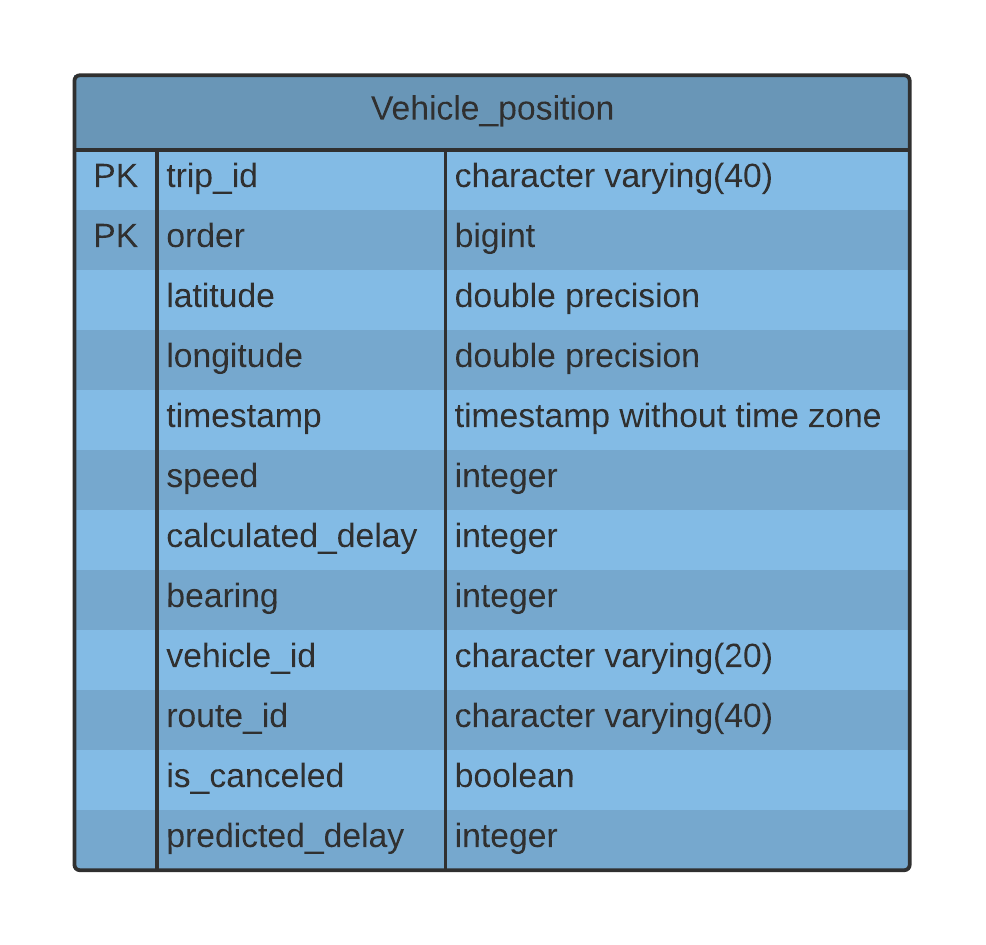 Vehicle_position
PK trip_id character varying(40)
PK order bigint
latitude double precision
longitude double precision
timestamp timestamp without time zone
speed integer
calculated_delay integer
bearing integer
vehicle_id character varying(20)
route_id character varying(40)
is_canceled boolean
predicted_delay integer